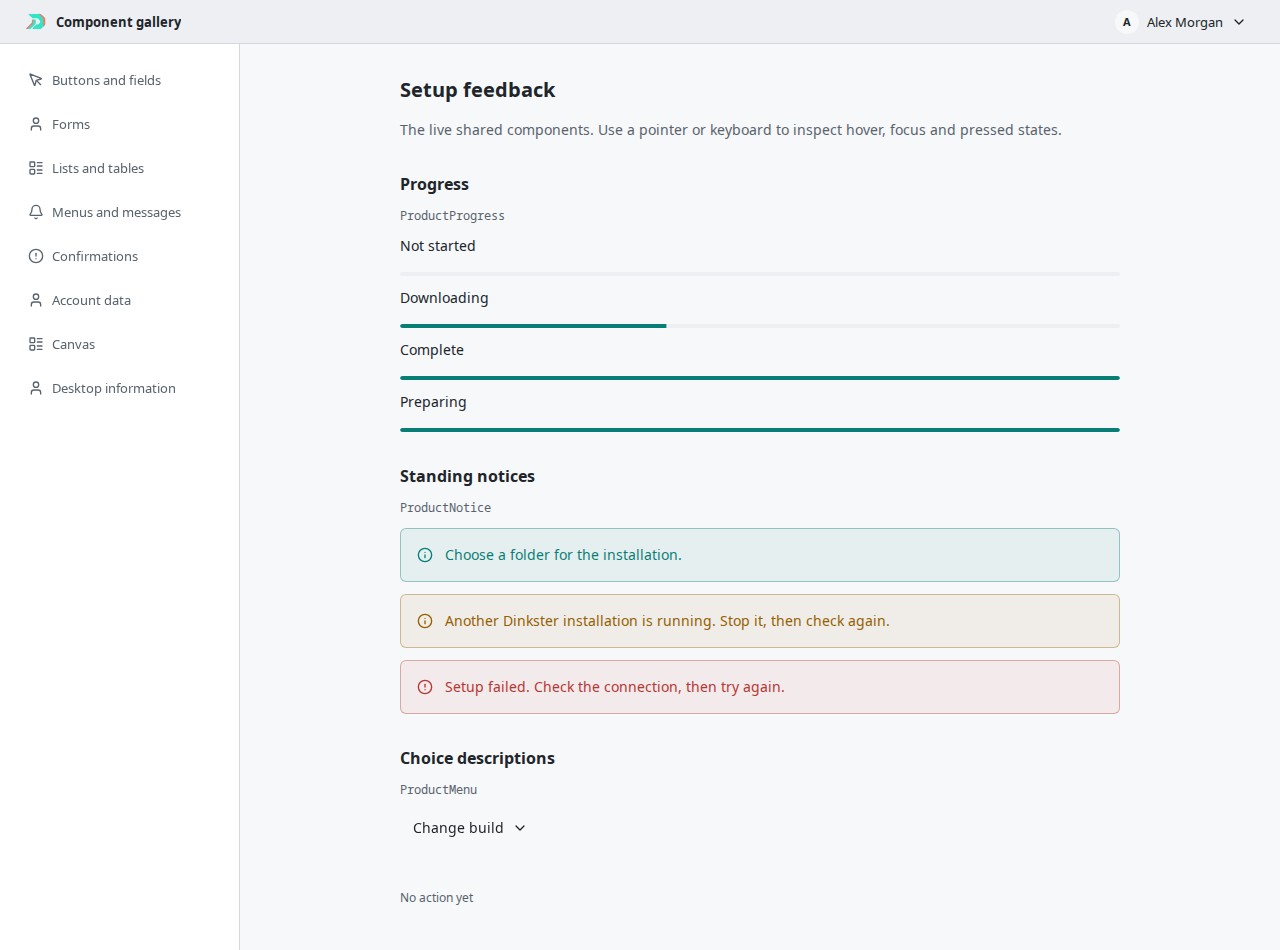 Component gallery
A
Alex Morgan
Buttons and fields
Forms
Lists and tables
Menus and messages
Confirmations
Account data
Canvas
Desktop information
Setup feedback
The live shared components. Use a pointer or keyboard to inspect hover, focus and pressed states.
Progress
ProductProgress
Not started
Downloading
Complete
Preparing
Standing notices
ProductNotice
Choose a folder for the installation.
Another Dinkster installation is running. Stop it, then check again.
Setup failed. Check the connection, then try again.
Choice descriptions
ProductMenu
Change build
No action yet